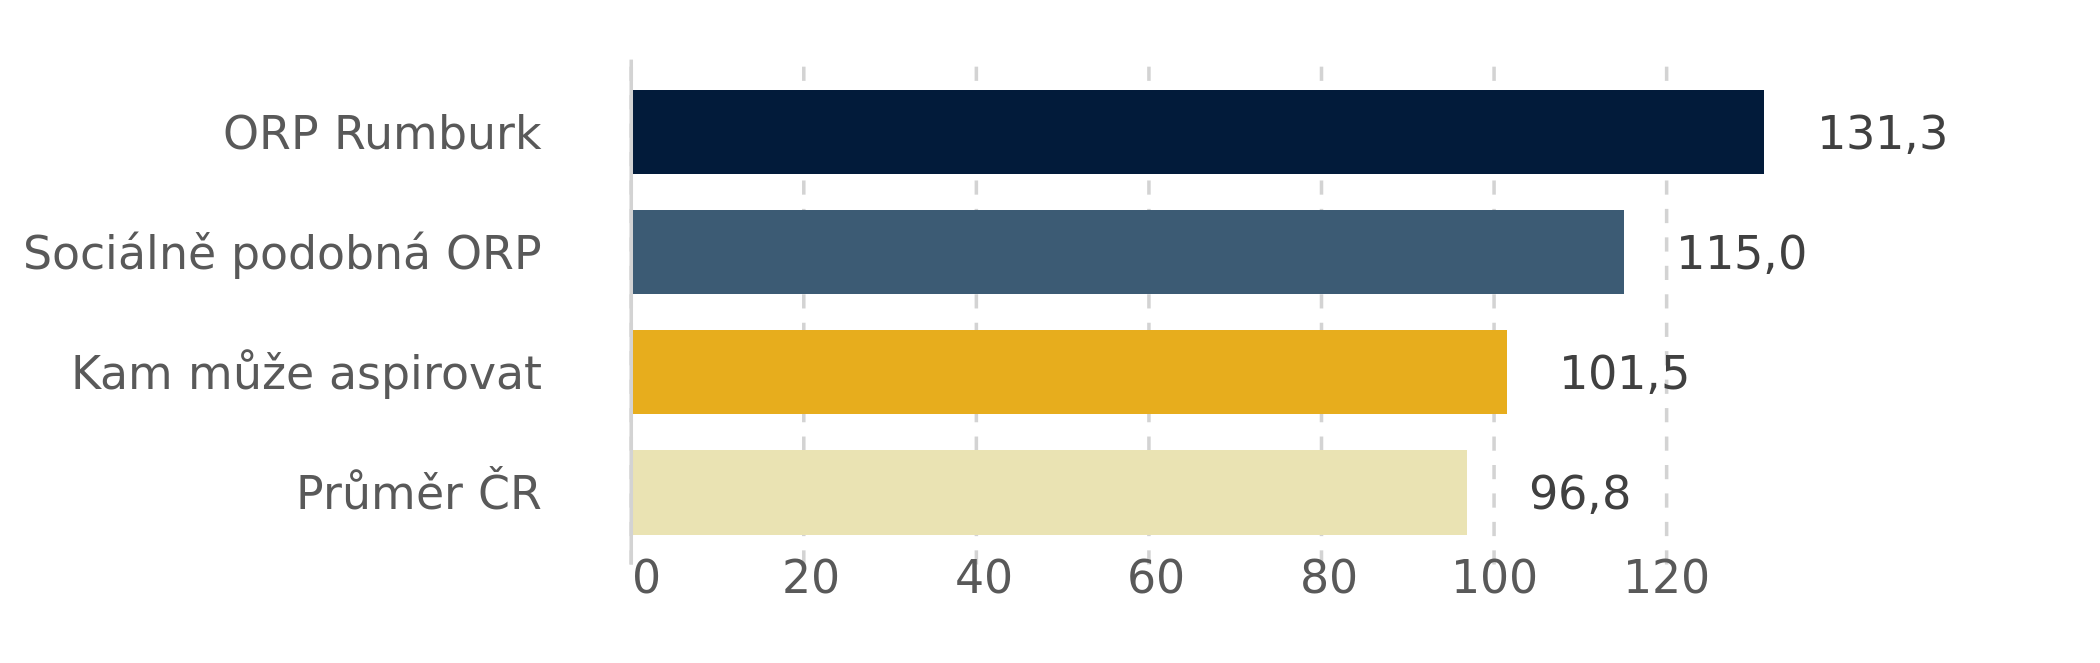 ORP Rumburk 131,3
Sociálně podobná ORP 115,0
Kam může aspirovat 101,5
Průměr ČR 96,8
0 20 40 60 80 100 120